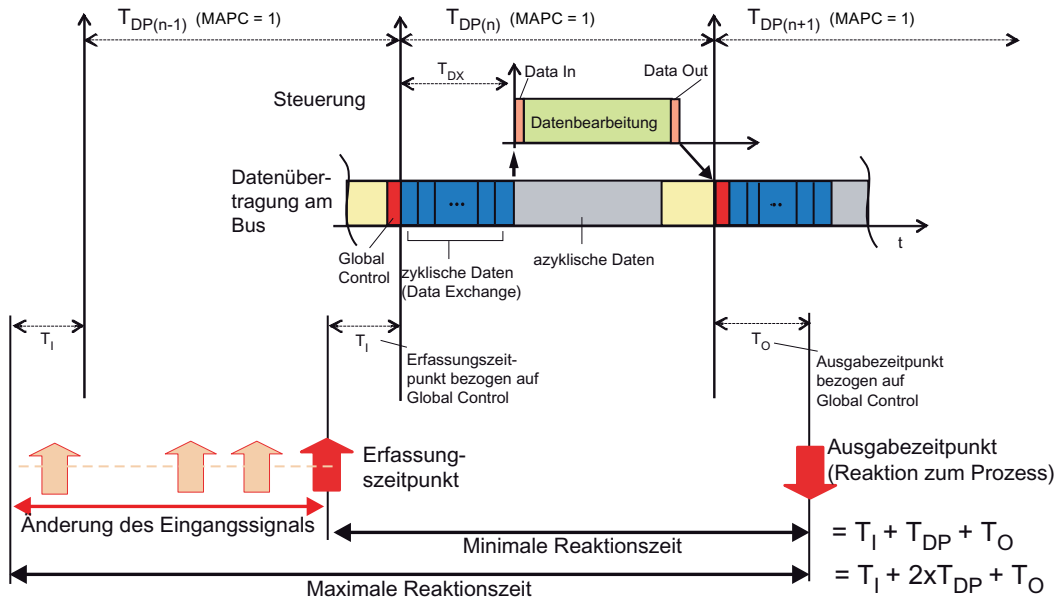 T_DP(n-1) (MAPC = 1)
T_DP(n) (MAPC = 1)
T_DP(n+1) (MAPC = 1)
T_DX
Data In
Data Out
Steuerung
Datenbearbeitung
Datenüber-
tragung am
Bus
...
...
t
Global
Control
zyklische Daten
(Data Exchange)
azyklische Daten
T_I
T_I
T_O
Erfassungszeit-
punkt bezogen auf
Global Control
Ausgabezeitpunkt
bezogen auf
Global Control
Erfassung-
szeitpunkt
Ausgabezeitpunkt
(Reaktion zum Prozess)
Änderung des Eingangssignals
Minimale Reaktionszeit
= T_I + T_DP + T_O
Maximale Reaktionszeit
= T_I + 2xT_DP + T_O